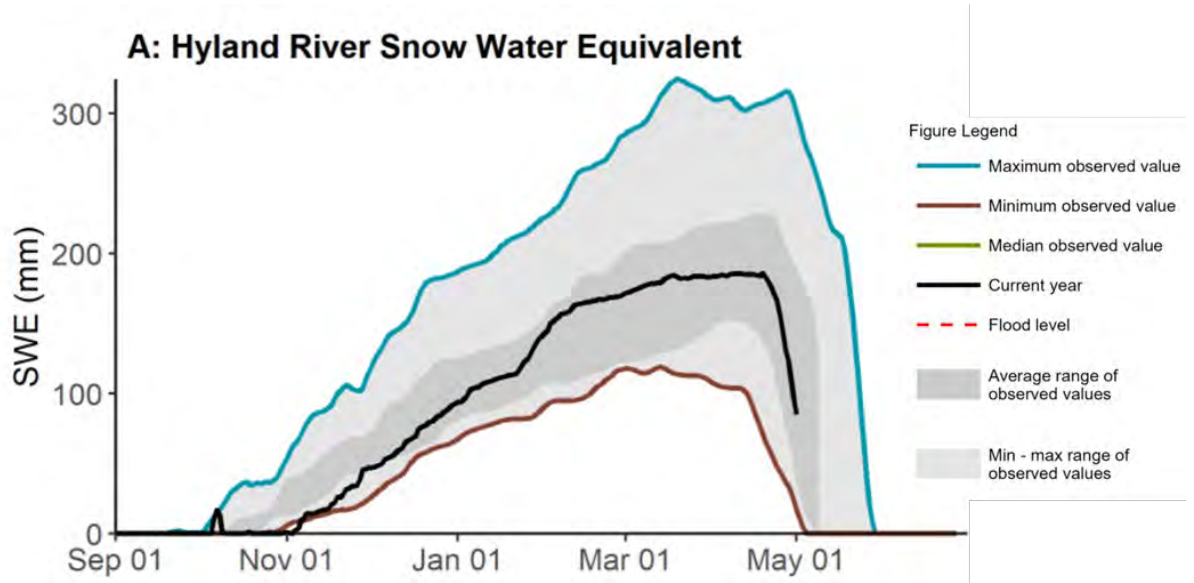 A: Hyland River Snow Water Equivalent
SWE (mm)
300
200
100
0
Sep 01
Nov 01
Jan 01
Mar 01
May 01
Figure Legend
Maximum observed value
Minimum observed value
Median observed value
Current year
Flood level
Average range of
observed values
Min - max range of
observed values